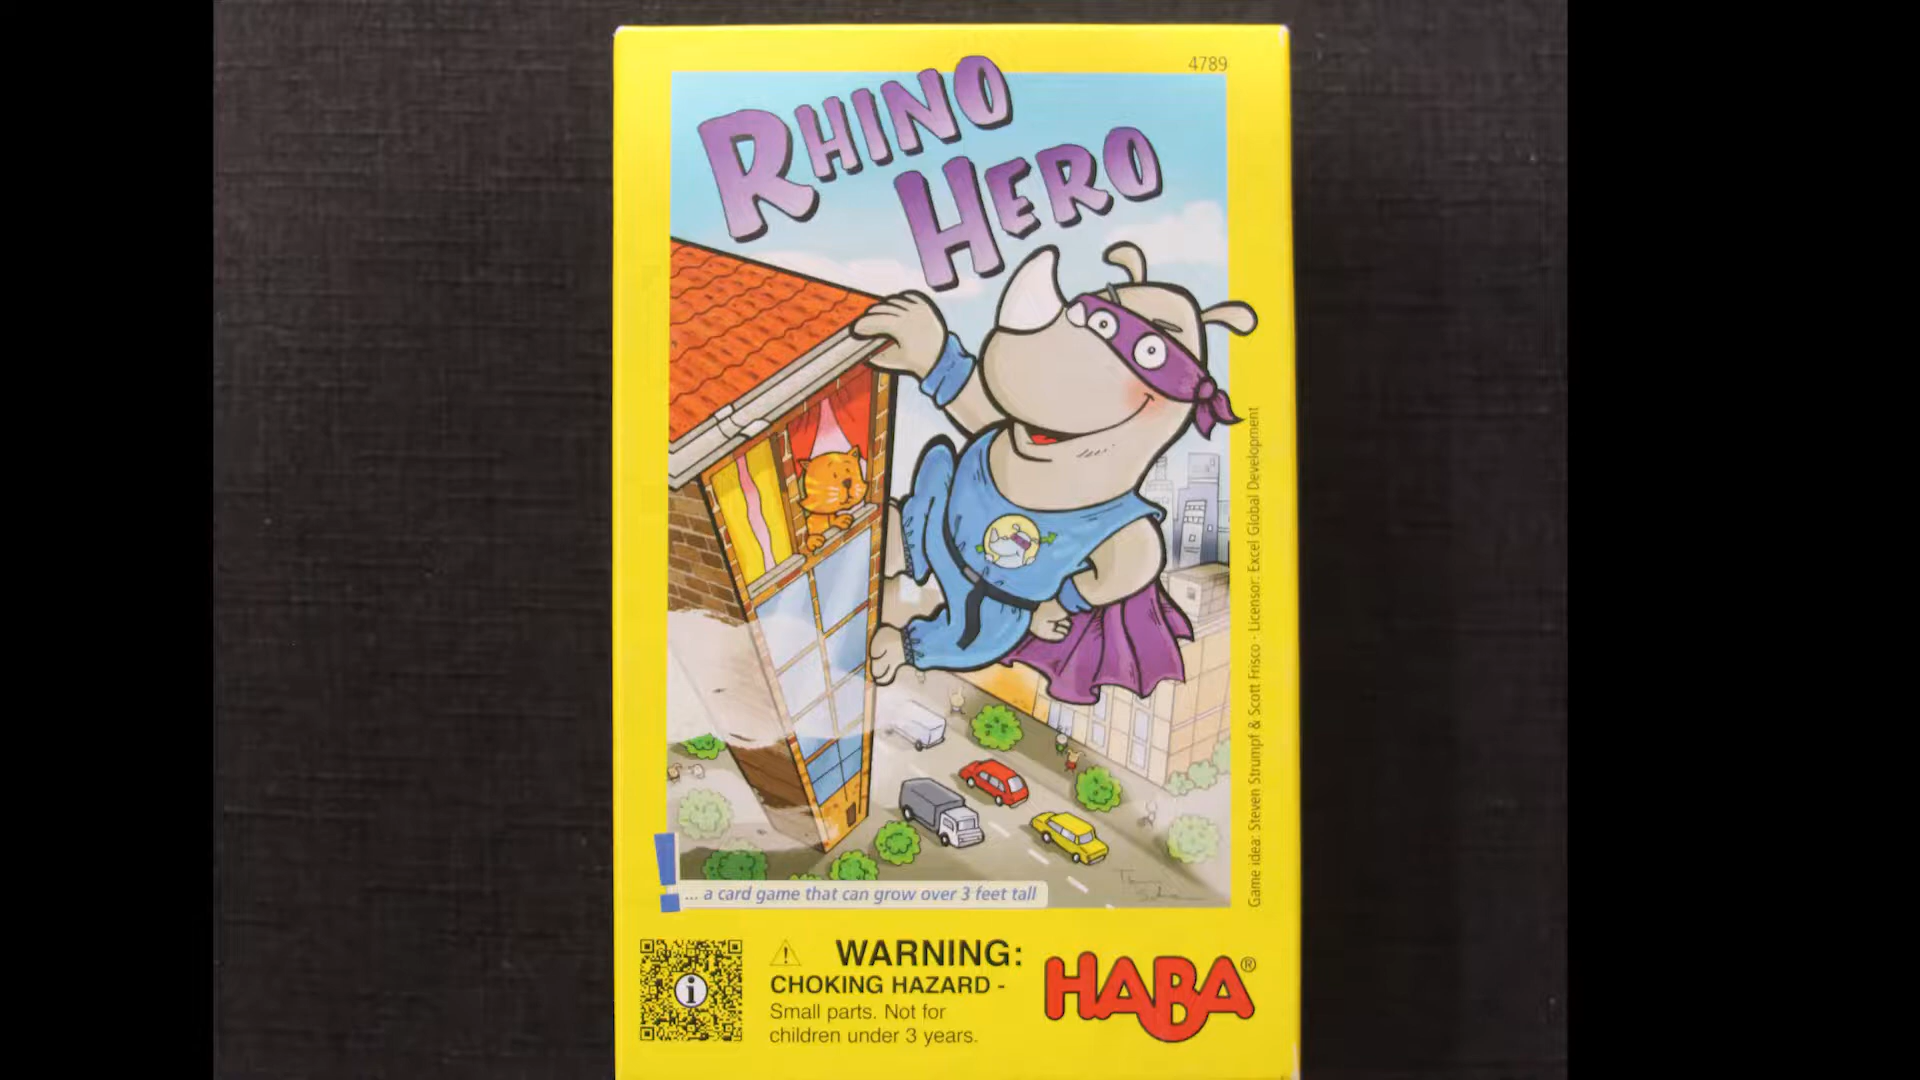 4789
RHINO
HERO
Game idea: Steven Strumpf & Scott Frisco - Licensor: Excel Global Development
... a card game that can grow over 3 feet tall
WARNING:
CHOKING HAZARD -
Small parts. Not for
children under 3 years.
HABA®